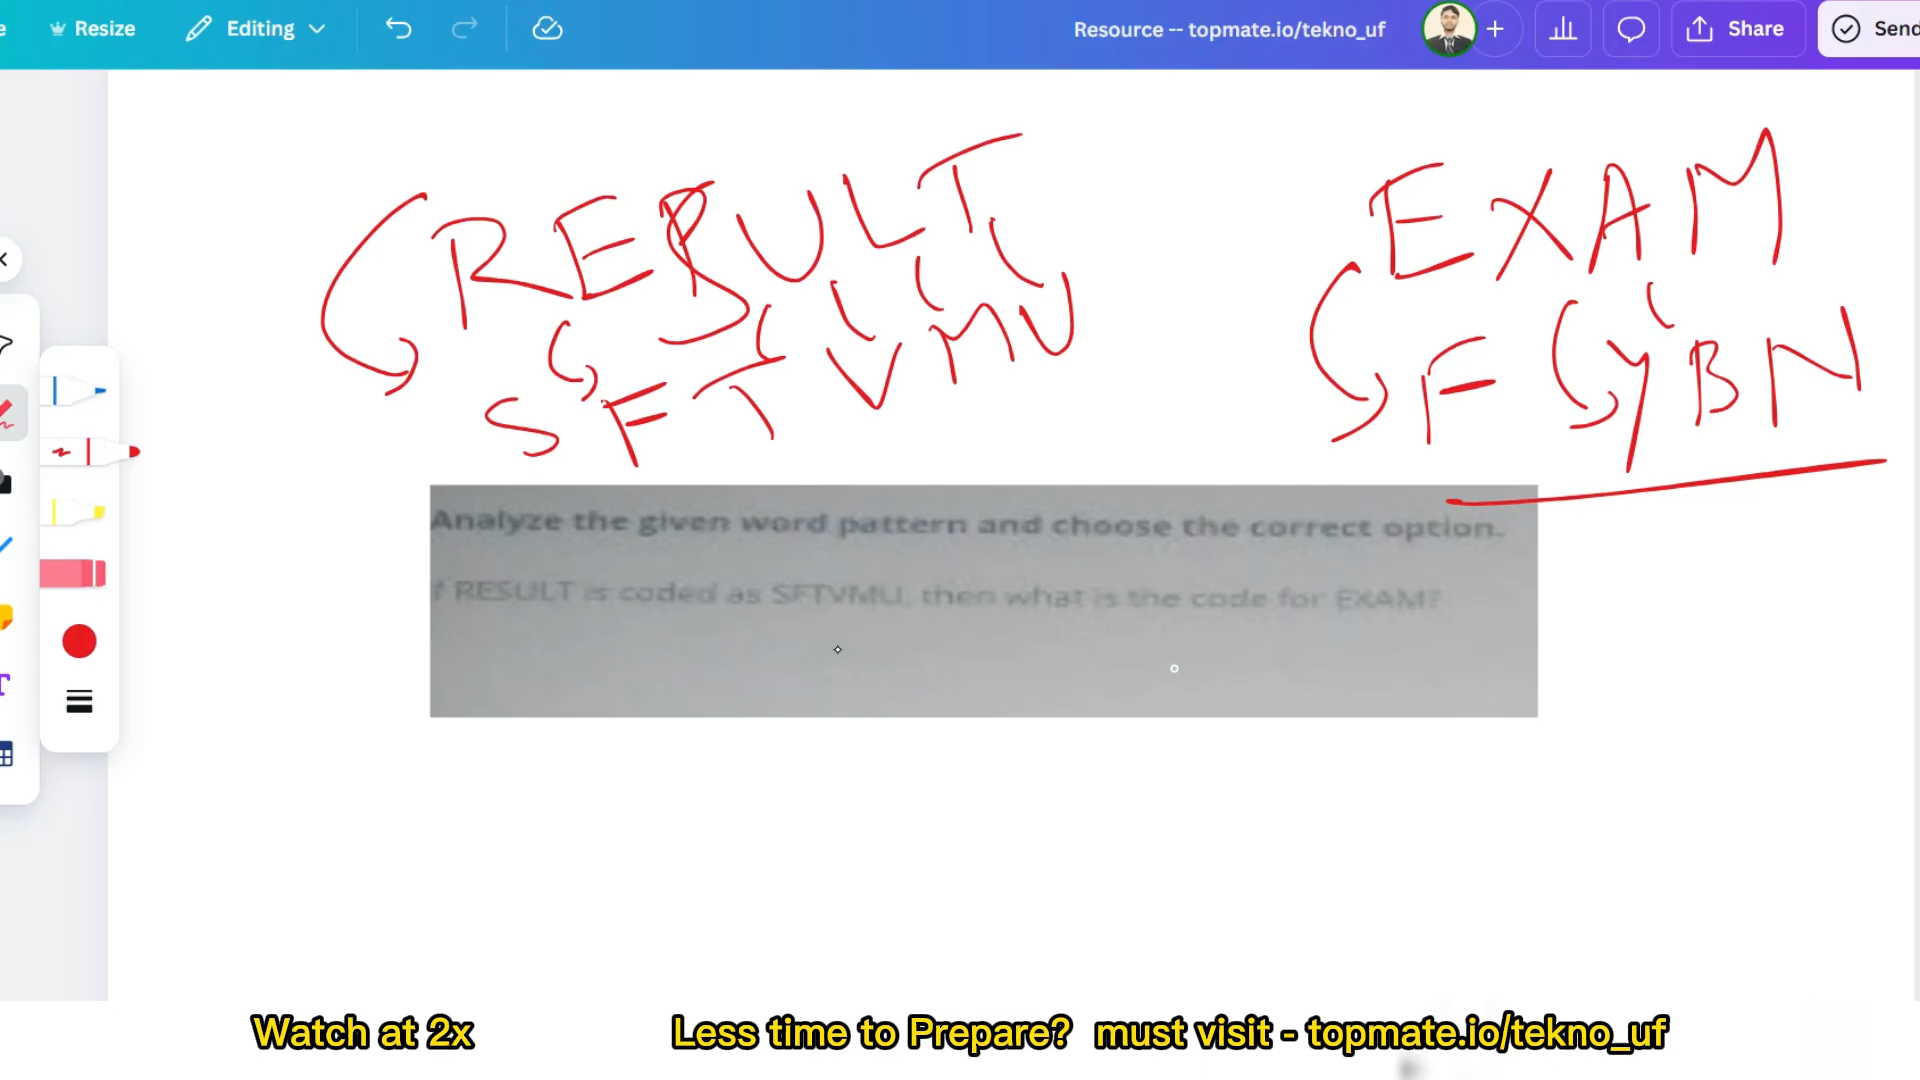 Resize Editing Resource -- topmate.io/tekno_uf Share Send
RESULT EXAM
SFTVMU FYBN
Analyze the given word pattern and choose the correct option.
f RESULT is coded as SFTVMU, then what is the code for EXAM?
Watch at 2x Less time to Prepare? must visit - topmate.io/tekno_uf